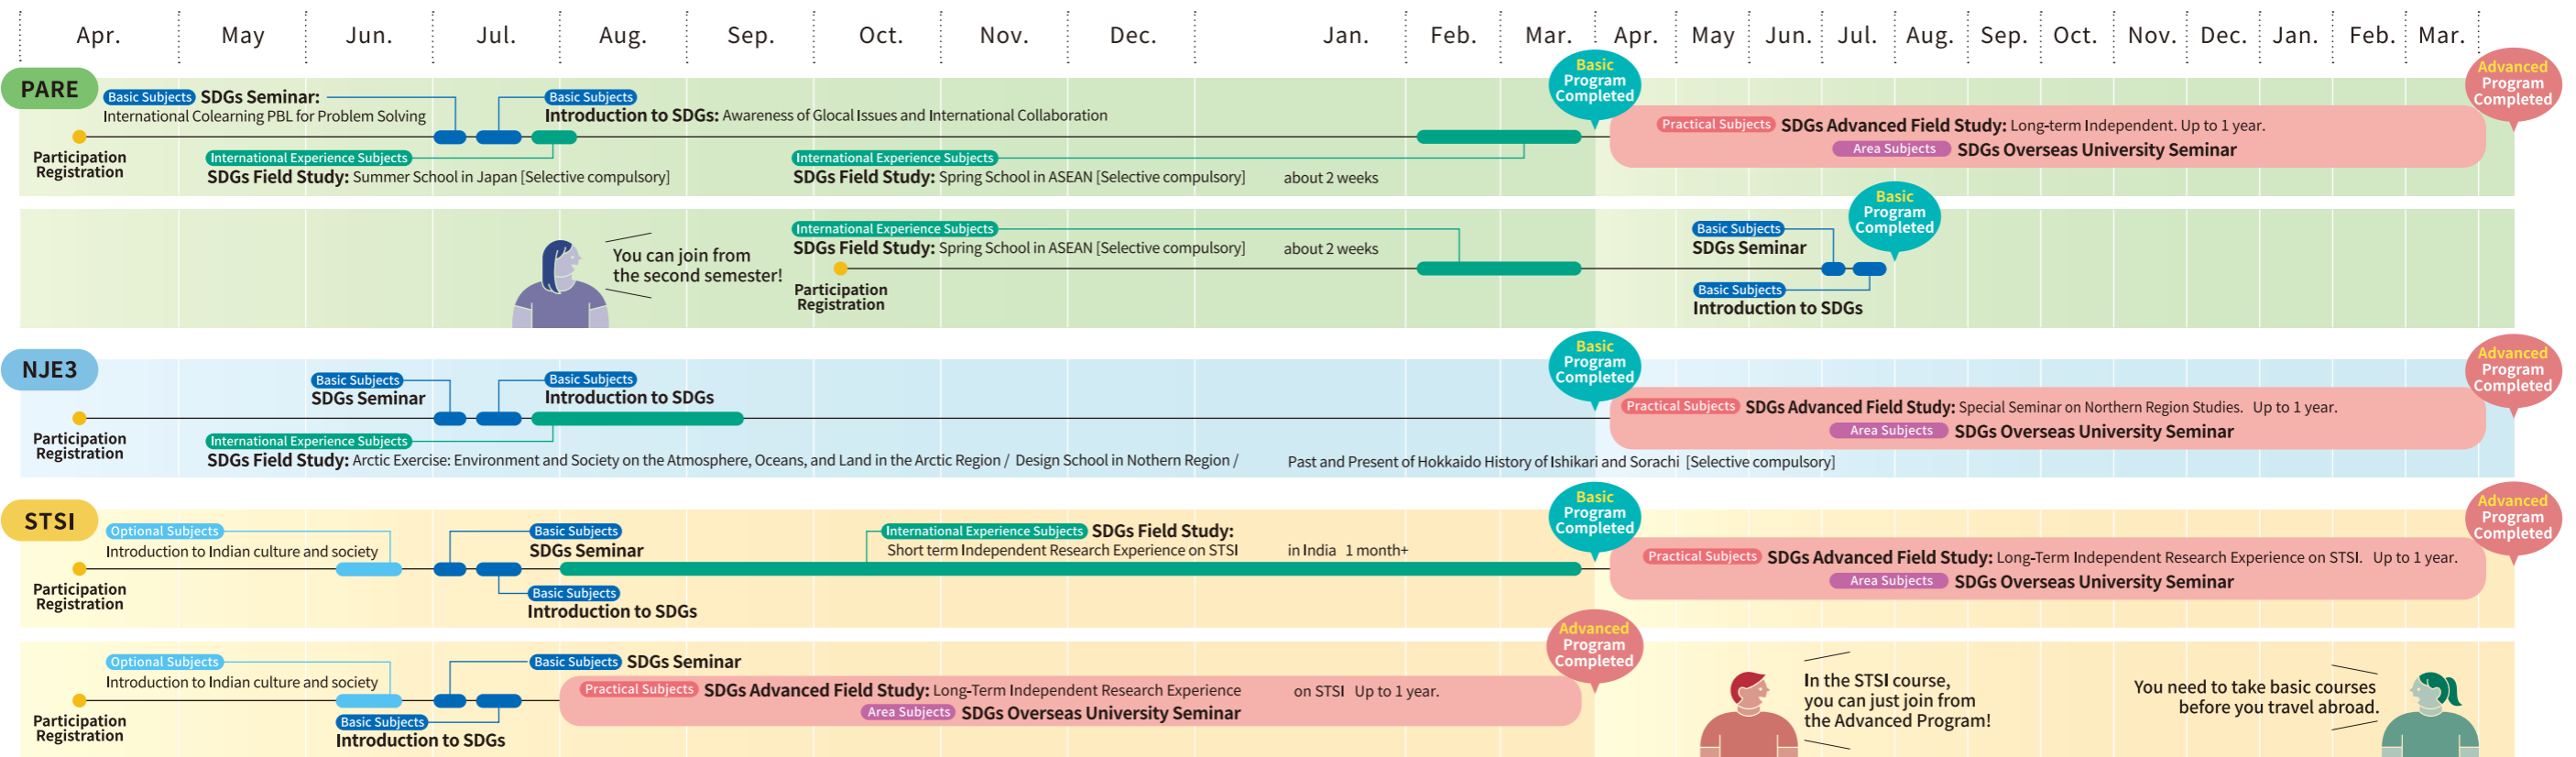 Apr. May Jun. Jul. Aug. Sep. Oct. Nov. Dec. Jan. Feb. Mar. Apr. May Jun. Jul. Aug. Sep. Oct. Nov. Dec. Jan. Feb. Mar.
PARE
Basic Subjects SDGs Seminar:
International Colearning PBL for Problem Solving
Basic Subjects
Introduction to SDGs: Awareness of Glocal Issues and International Collaboration
Participation
Registration
International Experience Subjects
SDGs Field Study: Summer School in Japan [Selective compulsory]
International Experience Subjects
SDGs Field Study: Spring School in ASEAN [Selective compulsory] about 2 weeks
Basic
Program
Completed
Practical Subjects SDGs Advanced Field Study: Long-term Independent. Up to 1 year.
Area Subjects SDGs Overseas University Seminar
Advanced
Program
Completed
You can join from
the second semester!
International Experience Subjects
SDGs Field Study: Spring School in ASEAN [Selective compulsory] about 2 weeks
Participation
Registration
Basic Subjects
SDGs Seminar
Basic Subjects
Introduction to SDGs
Basic
Program
Completed
NJE3
Basic Subjects
SDGs Seminar
Basic Subjects
Introduction to SDGs
Participation
Registration
International Experience Subjects
SDGs Field Study: Arctic Exercise: Environment and Society on the Atmosphere, Oceans, and Land in the Arctic Region / Design School in Nothern Region / Past and Present of Hokkaido History of Ishikari and Sorachi [Selective compulsory]
Basic
Program
Completed
Practical Subjects SDGs Advanced Field Study: Special Seminar on Northern Region Studies. Up to 1 year.
Area Subjects SDGs Overseas University Seminar
Advanced
Program
Completed
STSI
Optional Subjects
Introduction to Indian culture and society
Participation
Registration
Basic Subjects
SDGs Seminar
Basic Subjects
Introduction to SDGs
International Experience Subjects SDGs Field Study:
Short term Independent Research Experience on STSI in India 1 month+
Basic
Program
Completed
Practical Subjects SDGs Advanced Field Study: Long-Term Independent Research Experience on STSI. Up to 1 year.
Area Subjects SDGs Overseas University Seminar
Advanced
Program
Completed
Optional Subjects
Introduction to Indian culture and society
Participation
Registration
Basic Subjects SDGs Seminar
Basic Subjects
Introduction to SDGs
Practical Subjects SDGs Advanced Field Study: Long-Term Independent Research Experience on STSI Up to 1 year.
Area Subjects SDGs Overseas University Seminar
Advanced
Program
Completed
In the STSI course,
you can just join from
the Advanced Program!
You need to take basic courses
before you travel abroad.